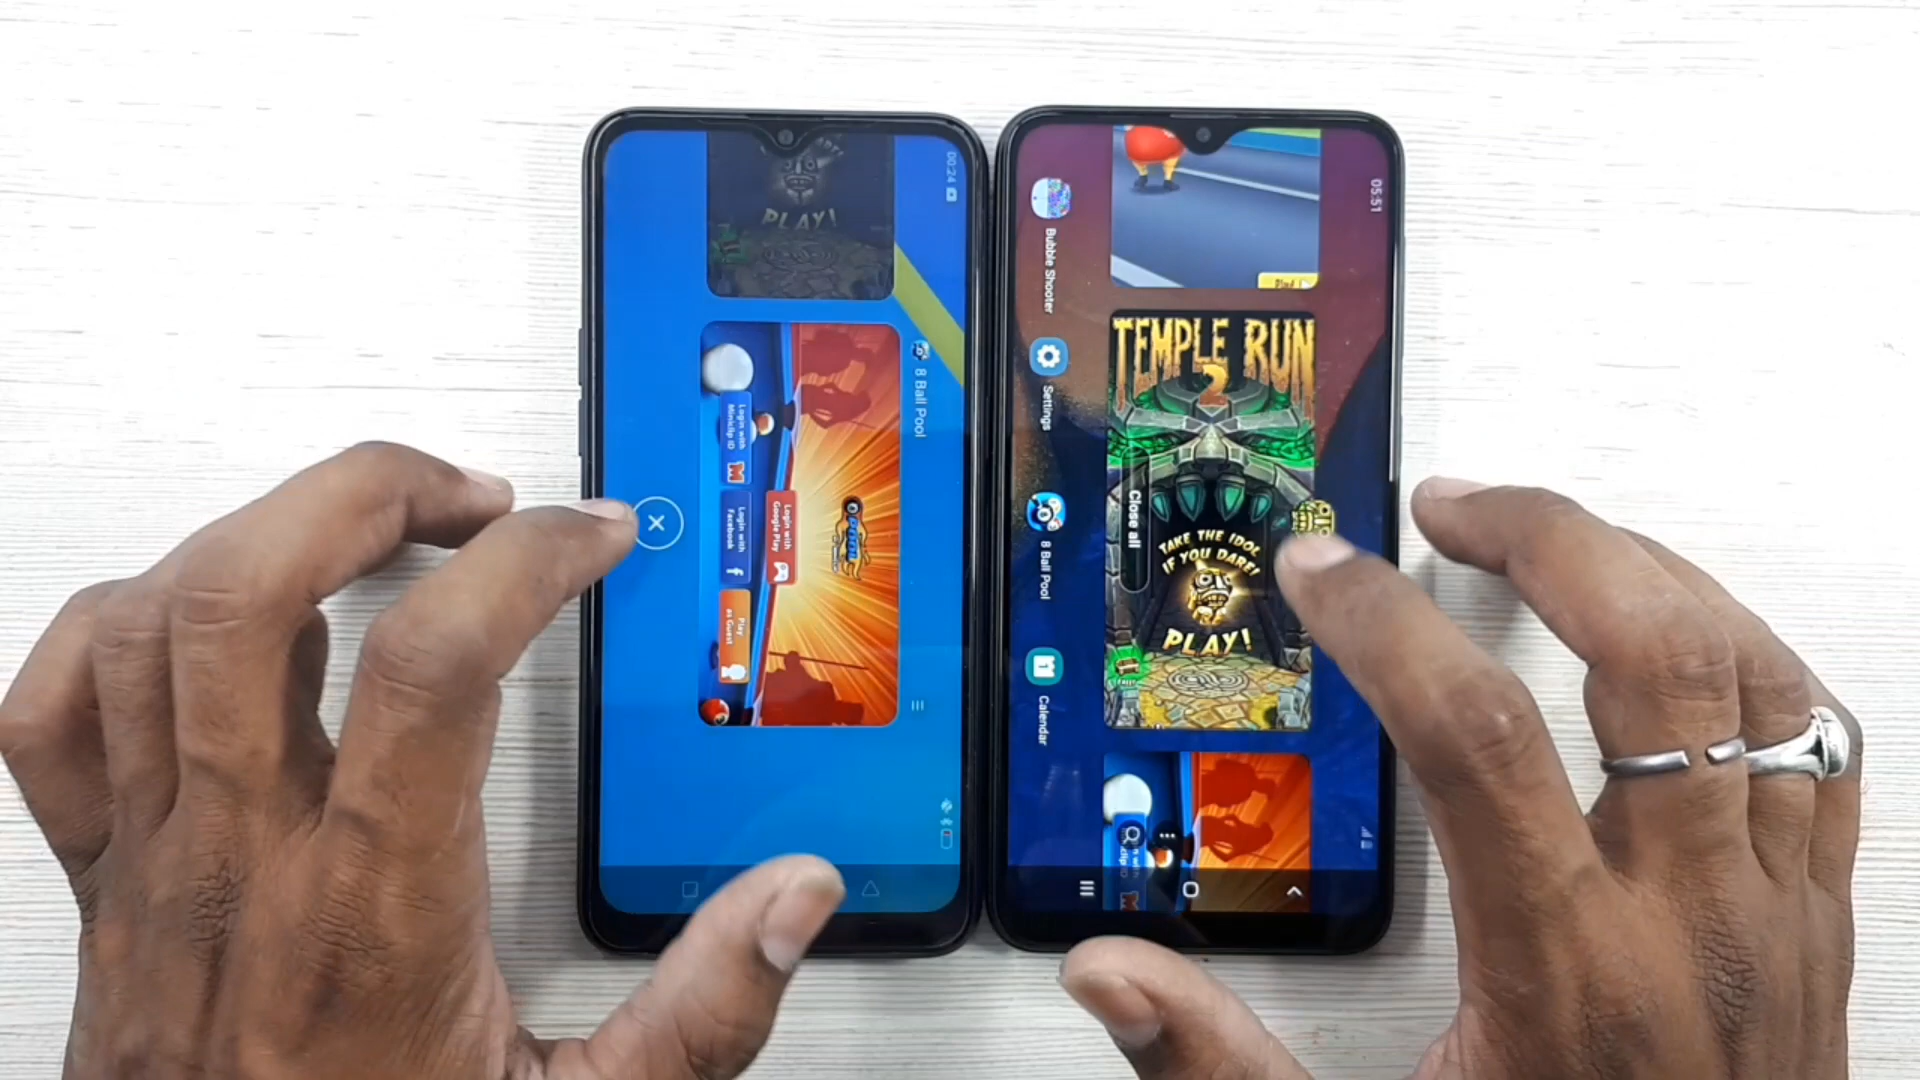 00:24
PLAY!
8 Ball Pool
Login with
Miniclip ID
Login with
Facebook
Login with
Google Play
Play
as Guest
05:51
Bubble Shooter
Settings
8 Ball Pool
Calendar
TEMPLE RUN
2
Close all
TAKE THE IDOL
IF YOU DARE!
PLAY!